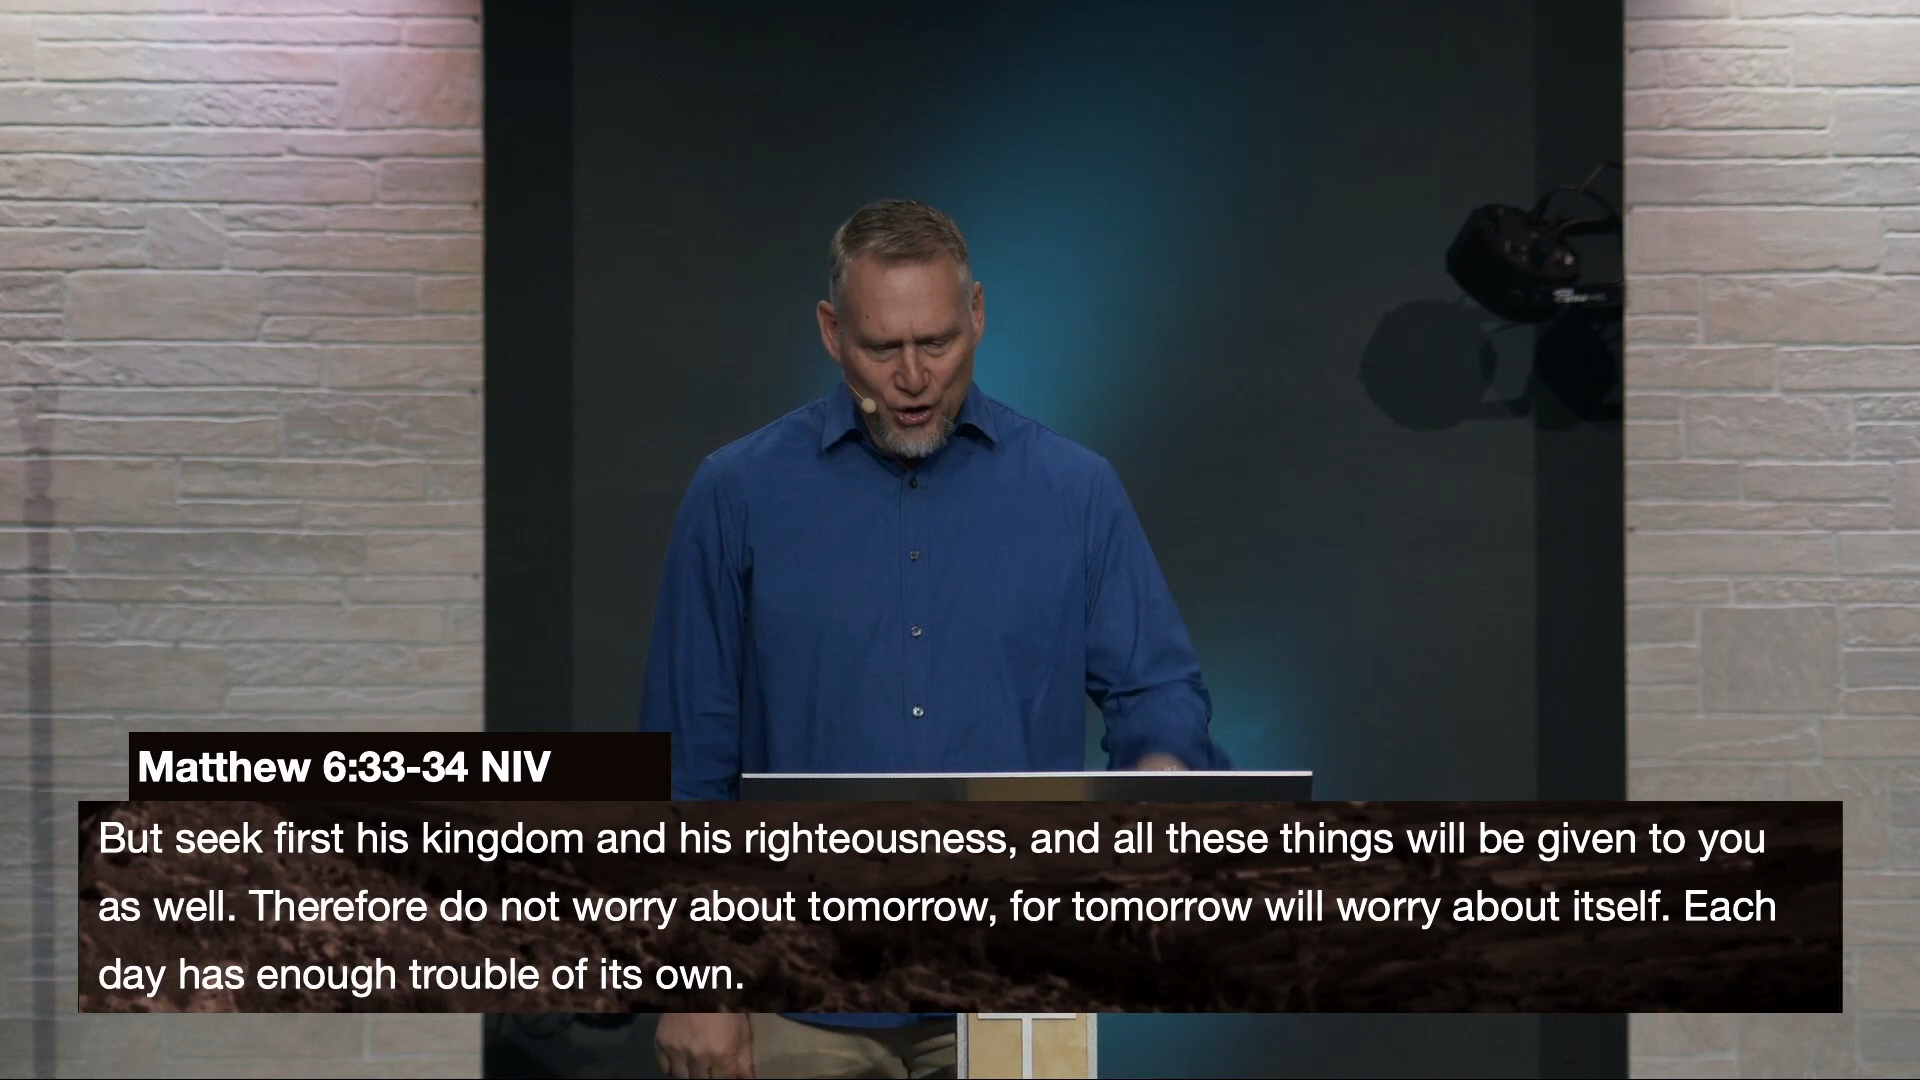 Matthew 6:33-34 NIV
But seek first his kingdom and his righteousness, and all these things will be given to you
as well. Therefore do not worry about tomorrow, for tomorrow will worry about itself. Each
day has enough trouble of its own.